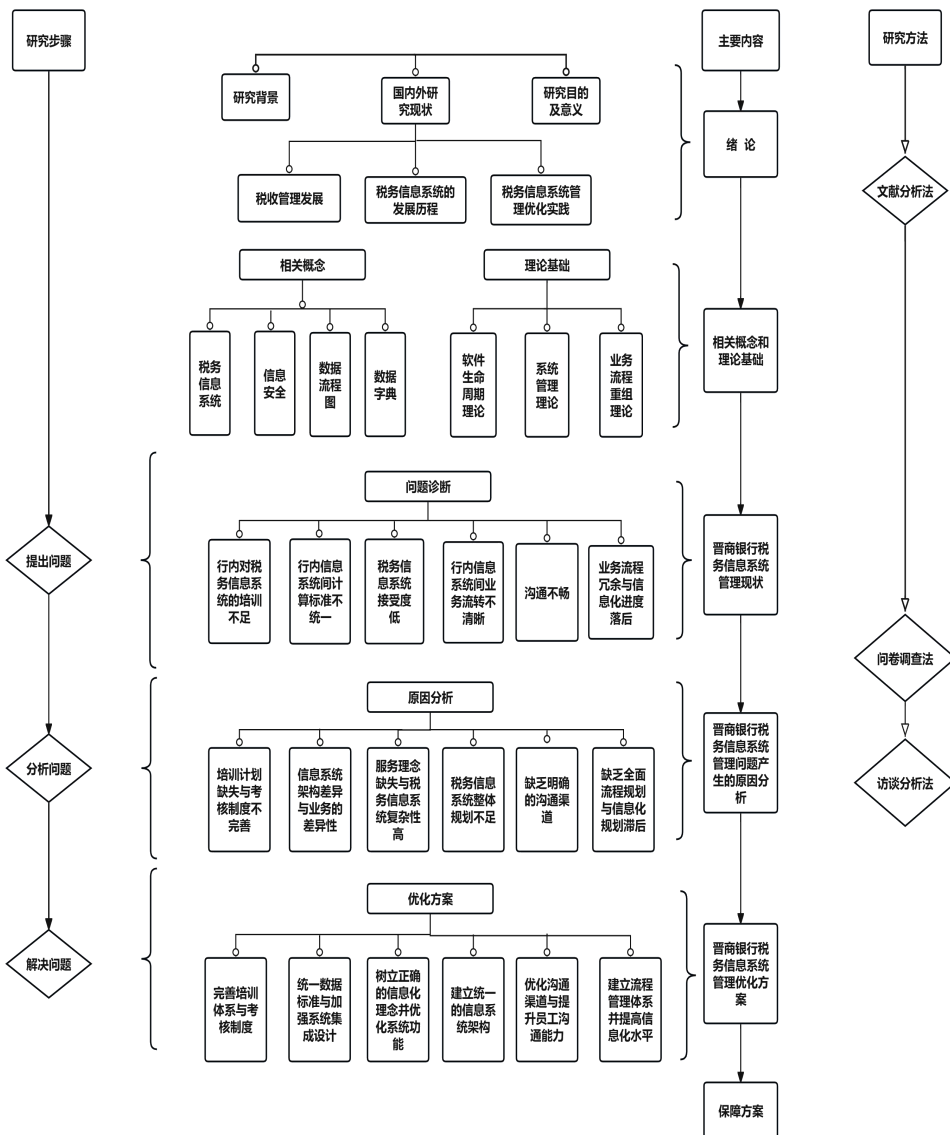 研究步骤
主要内容
研究方法
研究背景
国内外研
究现状
研究目的
及意义
绪 论
税收管理发展
税务信息系统的
发展历程
税务信息系统管
理优化实践
文献分析法
相关概念
理论基础
税务
信息
系统
信息
安全
数据
流程
图
数据
字典
软件
生命
周期
理论
系统
管理
理论
业务
流程
重组
理论
相关概念和
理论基础
问题诊断
提出问题
行内对税
务信息系
统的培训
不足
行内信息
系统间计
算标准不
统一
税务信
息系统
接受度
低
行内信息
系统间业
务流转不
清晰
沟通不畅
业务流程
冗余与信
息化进度
落后
晋商银行税
务信息系统
管理现状
问卷调查法
原因分析
分析问题
培训计划
缺失与考
核制度不
完善
信息系统
架构差异
与业务的
差异性
服务理念
缺失与税
务信息系
统复杂性
高
税务信息
系统整体
规划不足
缺乏明确
的沟通渠
道
缺乏全面
流程规划
与信息化
规划滞后
晋商银行税
务信息系统
管理问题产
生的原因分
析
访谈分析法
优化方案
解决问题
完善培训
体系与考
核制度
统一数据
标准与加
强系统集
成设计
树立正确
的信息化
理念并优
化系统功
能
建立统一
的信息系
统架构
优化沟通
渠道与提
升员工沟
通能力
建立流程
管理体系
并提高信
息化水平
晋商银行税
务信息系统
管理优化方
案
保障方案